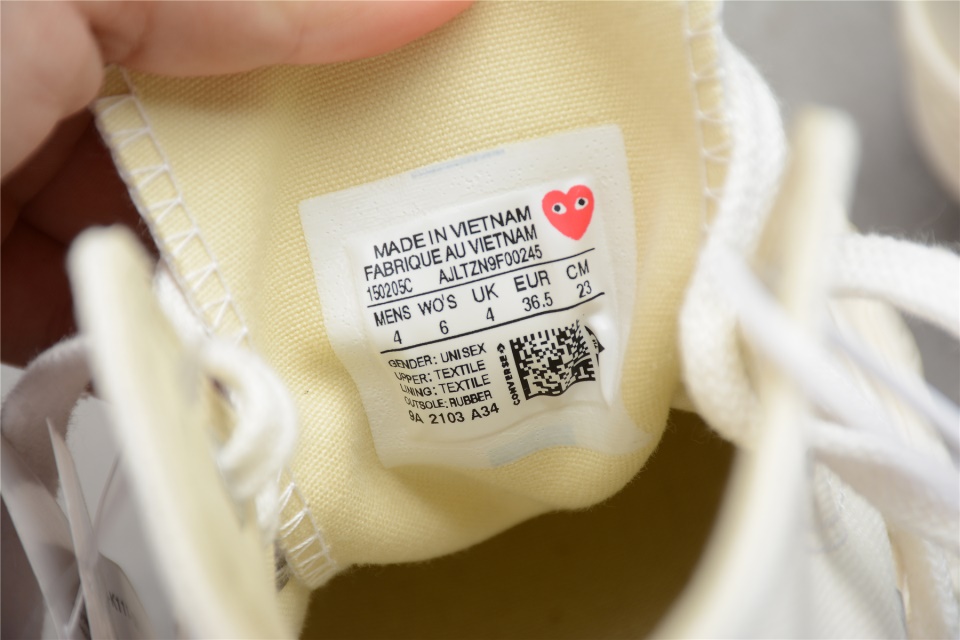 MADE IN VIETNAM
FABRIQUE AU VIETNAM
150205C AJLTZN9F00245
MENS WO'S UK EUR CM
4 6 4 36.5 23
GENDER: UNISEX
UPPER: TEXTILE
LINING: TEXTILE
OUTSOLE: RUBBER
9A 2103 A34
CONVERSE